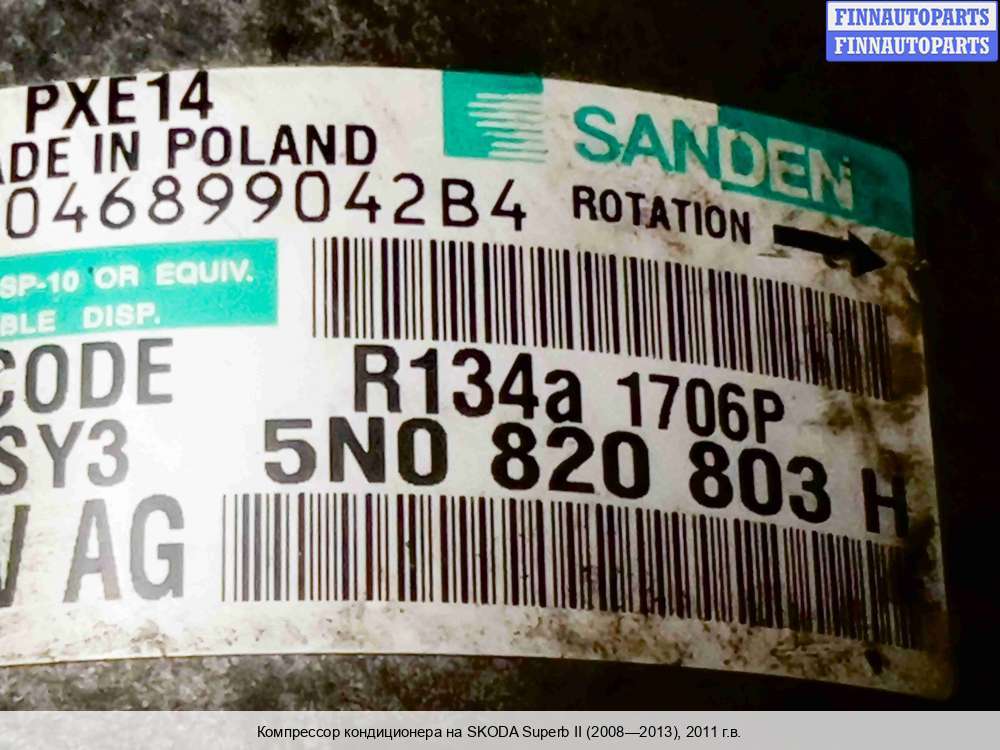 FINNAUTOPARTS
FINNAUTOPARTS
PXE14
SANDEN
ADE IN POLAND
046899042B4
ROTATION
SP-10 OR EQUIV.
BLE DISP.
CODE
R134a 1706P
SY3
5N0 820 803 H
AG
Компрессор кондиционера на SKODA Superb II (2008—2013), 2011 г.в.